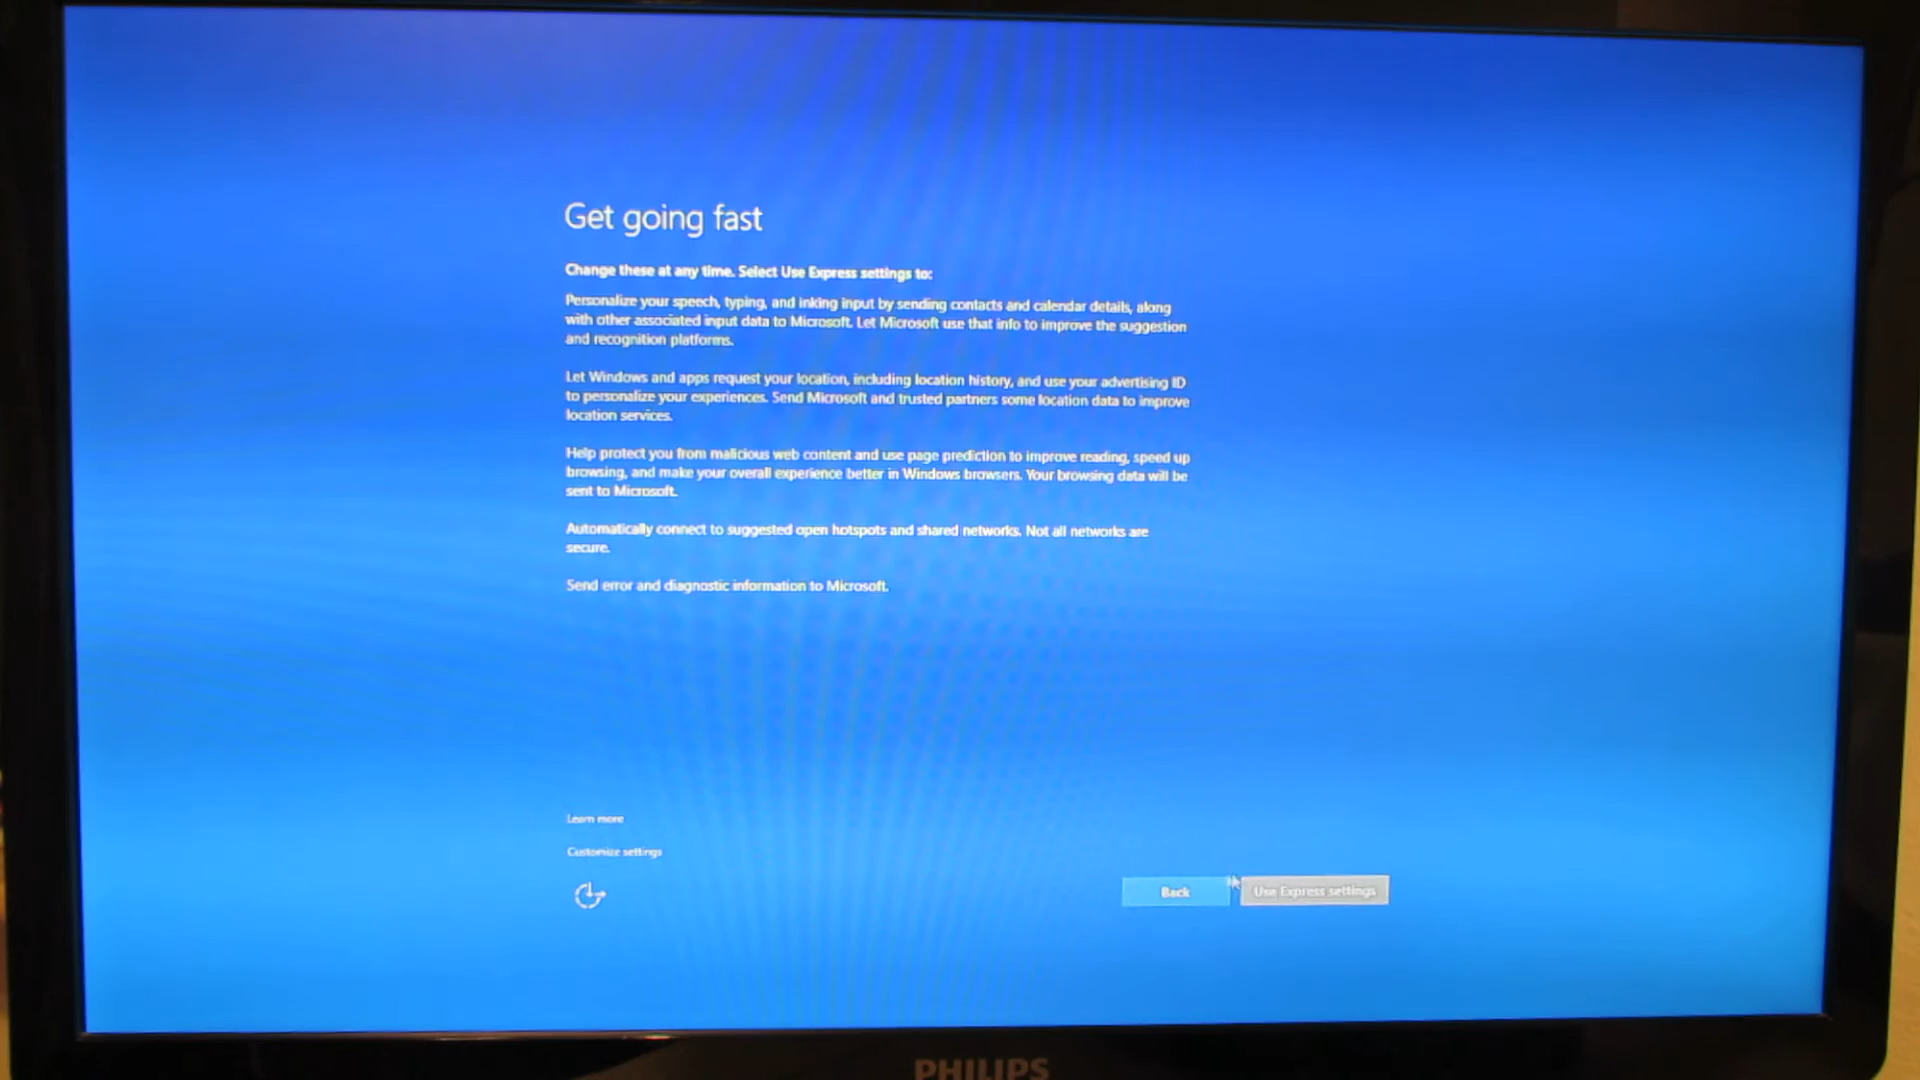 Get going fast
Change these at any time. Select Use Express settings to:
Personalize your speech, typing, and inking input by sending contacts and calendar details, along
with other associated input data to Microsoft. Let Microsoft use that info to improve the suggestion
and recognition platforms.
Let Windows and apps request your location, including location history, and use your advertising ID
to personalize your experiences. Send Microsoft and trusted partners some location data to improve
location services.
Help protect you from malicious web content and use page prediction to improve reading, speed up
browsing, and make your overall experience better in Windows browsers. Your browsing data will be
sent to Microsoft.
Automatically connect to suggested open hotspots and shared networks. Not all networks are
secure.
Send error and diagnostic information to Microsoft.
Learn more
Customize settings
Back
Use Express settings
PHILIPS